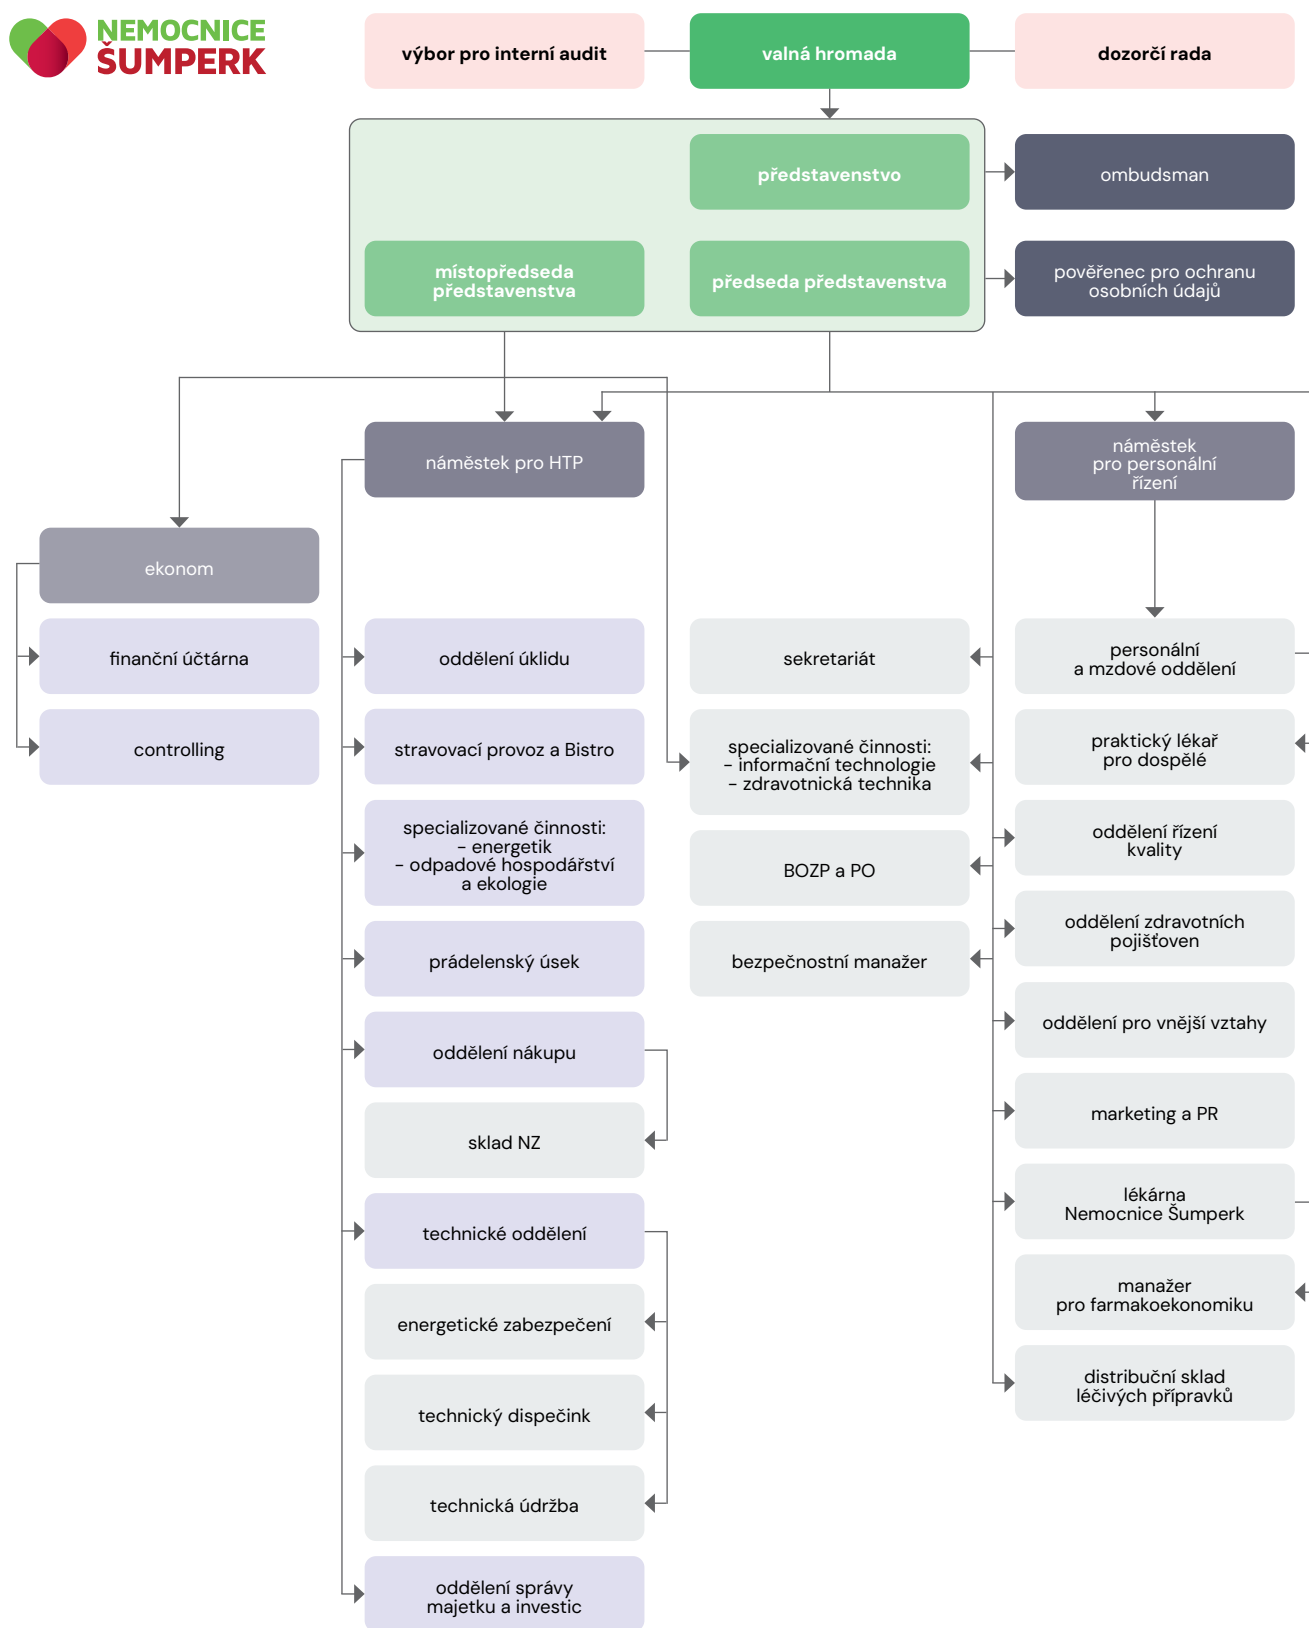 NEMOCNICE
ŠUMPERK
výbor pro interní audit
valná hromada
dozorčí rada
představenstvo
ombudsman
místopředseda
představenstva
předseda představenstva
pověřenec pro ochranu
osobních údajů
náměstek pro HTP
náměstek
pro personální
řízení
ekonom
finanční účtárna
controlling
oddělení úklidu
stravovací provoz a Bistro
specializované činnosti:
- energetik
- odpadové hospodářství
a ekologie
prádelenský úsek
oddělení nákupu
sklad NZ
technické oddělení
energetické zabezpečení
technický dispečink
technická údržba
oddělení správy
majetku a investic
sekretariát
specializované činnosti:
- informační technologie
- zdravotnická technika
BOZP a PO
bezpečnostní manažer
personální
a mzdové oddělení
praktický lékař
pro dospělé
oddělení řízení
kvality
oddělení zdravotních
pojišťoven
oddělení pro vnější vztahy
marketing a PR
lékárna
Nemocnice Šumperk
manažer
pro farmakoekonomiku
distribuční sklad
léčivých přípravků